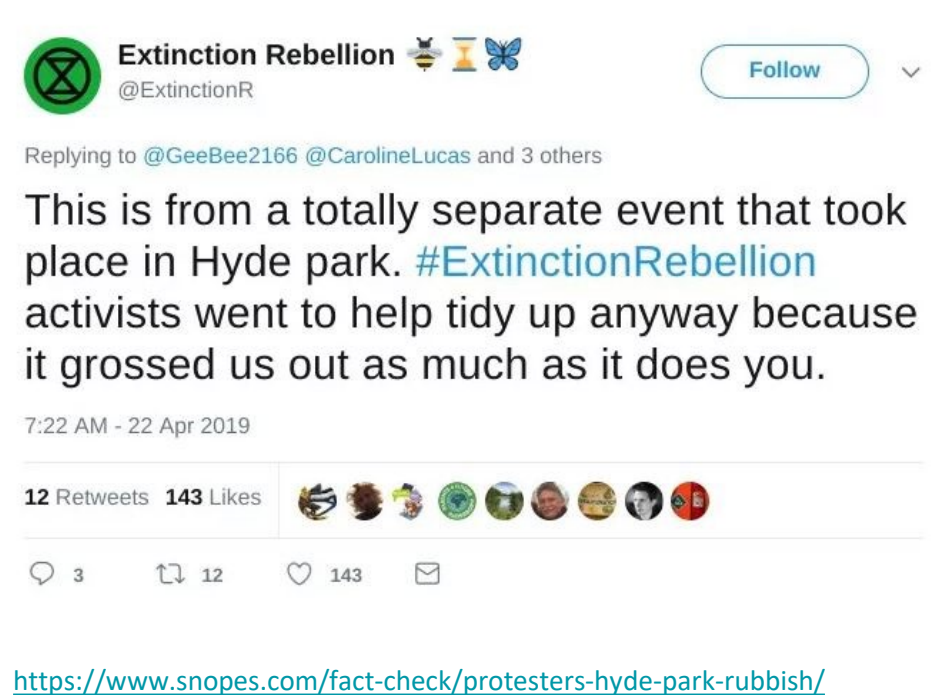 Extinction Rebellion
@ExtinctionR
Follow
Replying to @GeeBee2166 @CarolineLucas and 3 others
This is from a totally separate event that took
place in Hyde park. #ExtinctionRebellion
activists went to help tidy up anyway because
it grossed us out as much as it does you.
7:22 AM - 22 Apr 2019
12 Retweets 143 Likes
3 12 143
https://www.snopes.com/fact-check/protesters-hyde-park-rubbish/